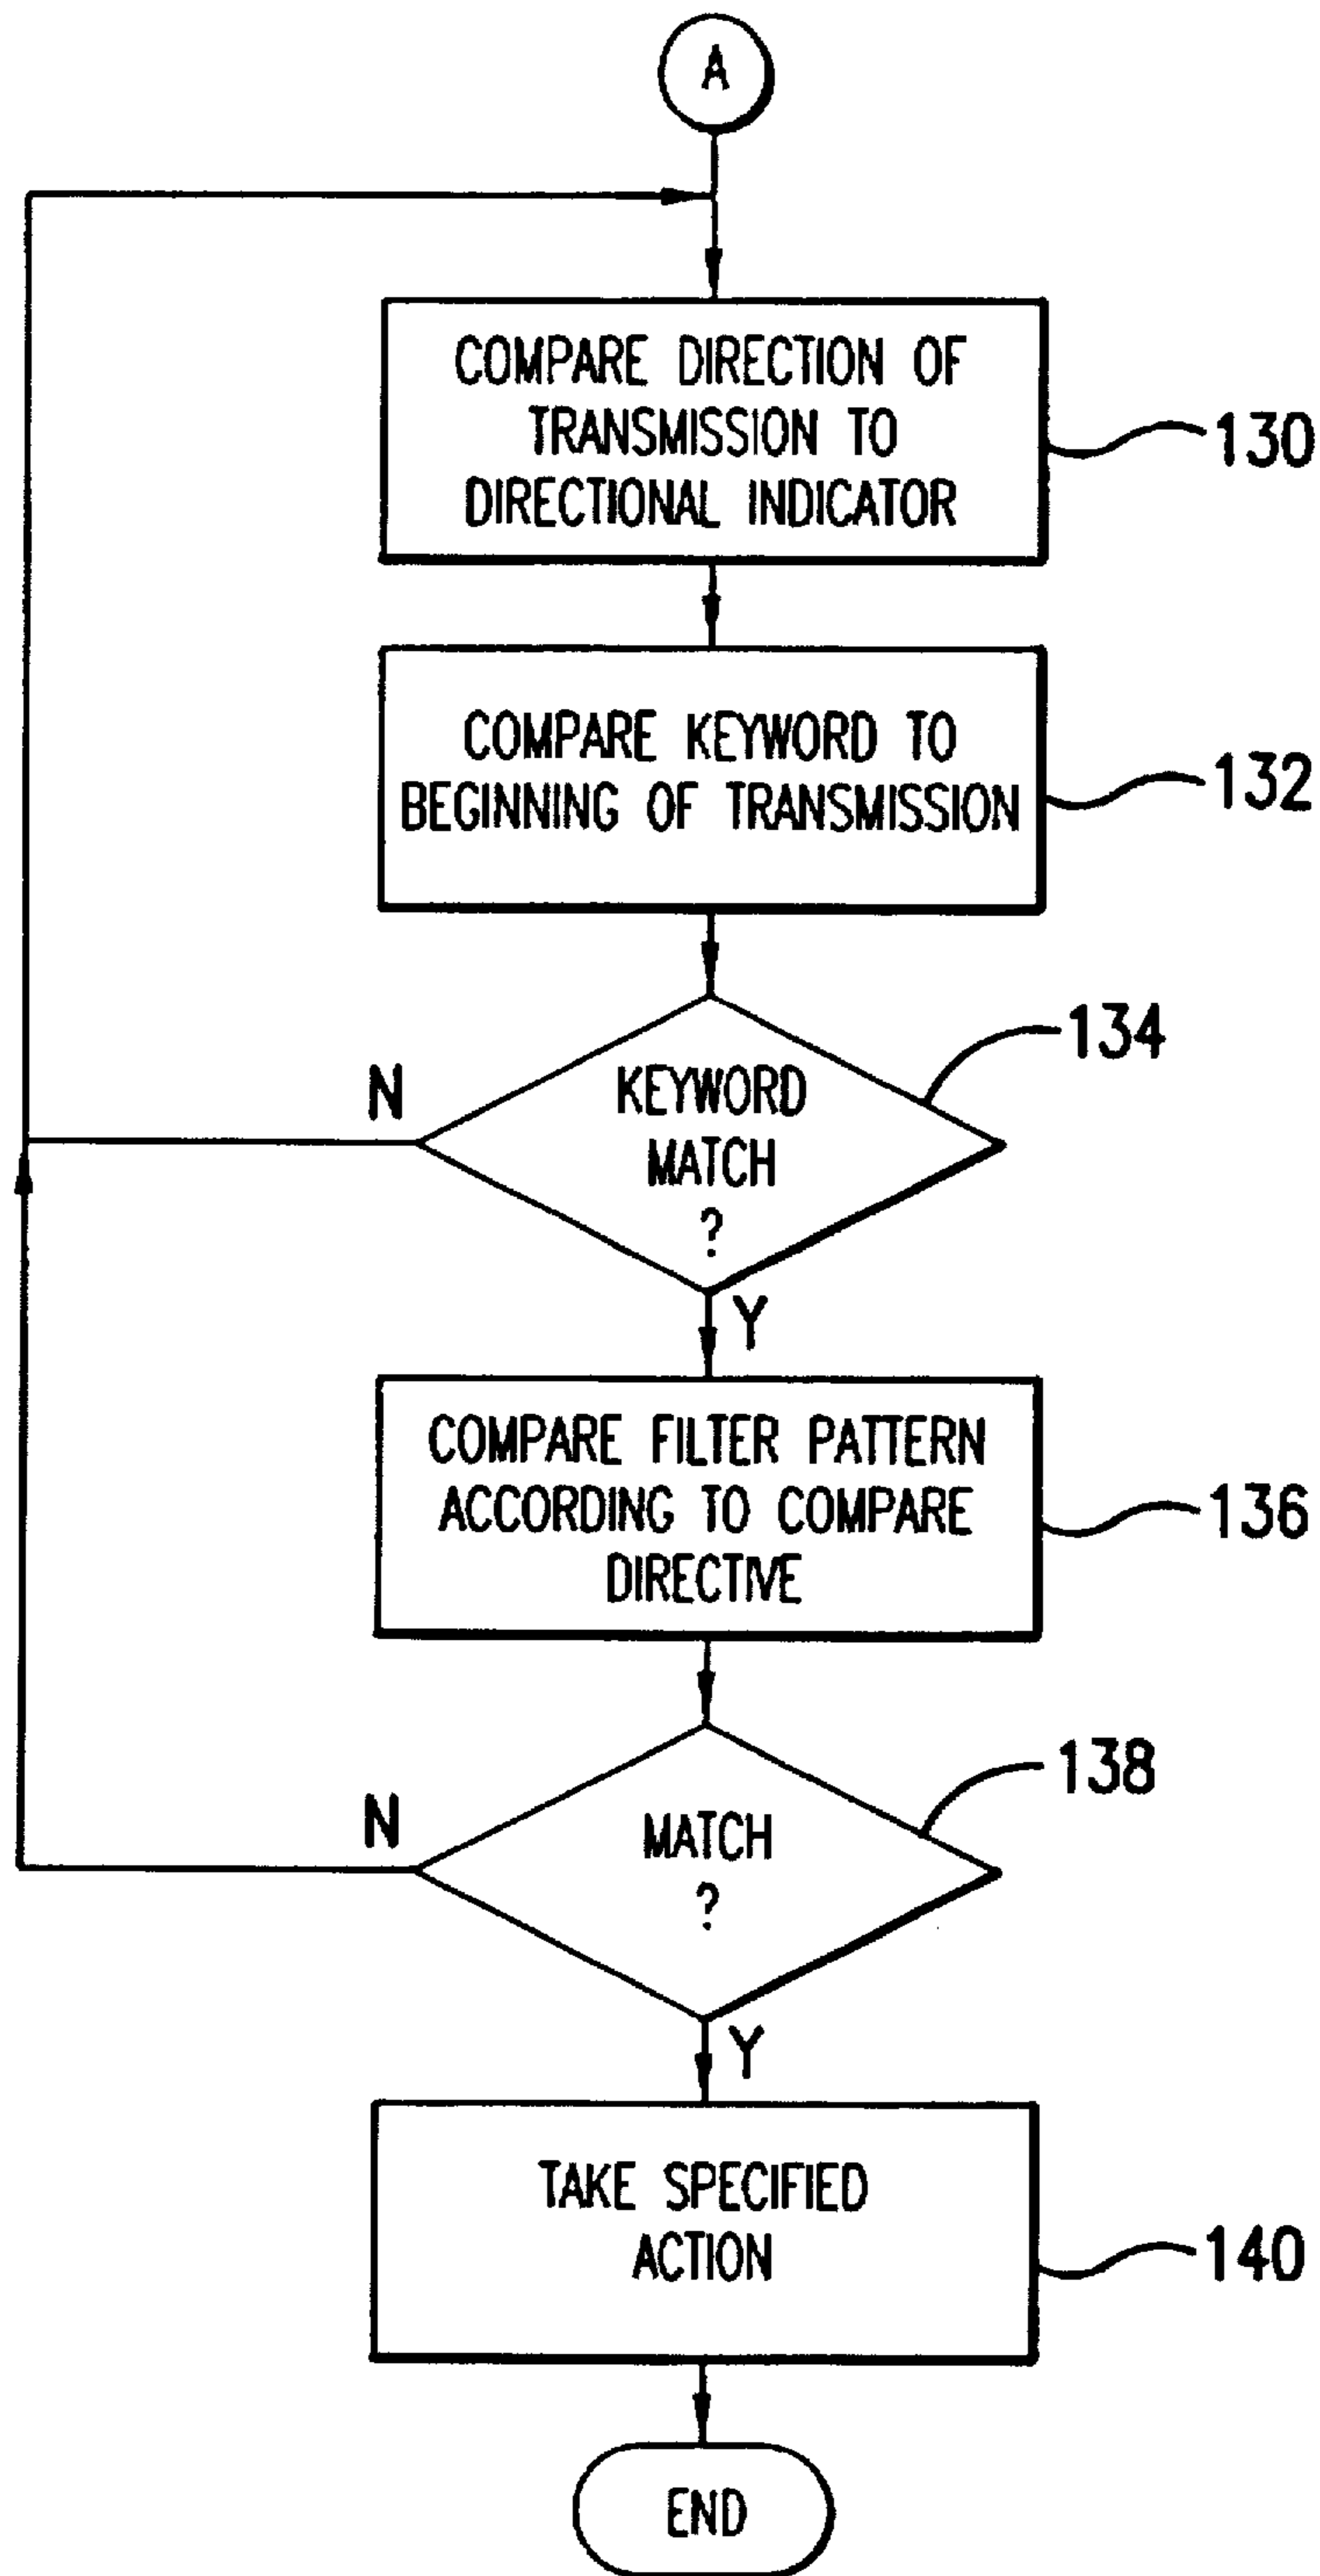 A
COMPARE DIRECTION OF
TRANSMISSION TO
DIRECTIONAL INDICATOR
130
COMPARE KEYWORD TO
BEGINNING OF TRANSMISSION
132
KEYWORD
MATCH
?
134
N
Y
COMPARE FILTER PATTERN
ACCORDING TO COMPARE
DIRECTIVE
136
MATCH
?
138
N
Y
TAKE SPECIFIED
ACTION
140
END